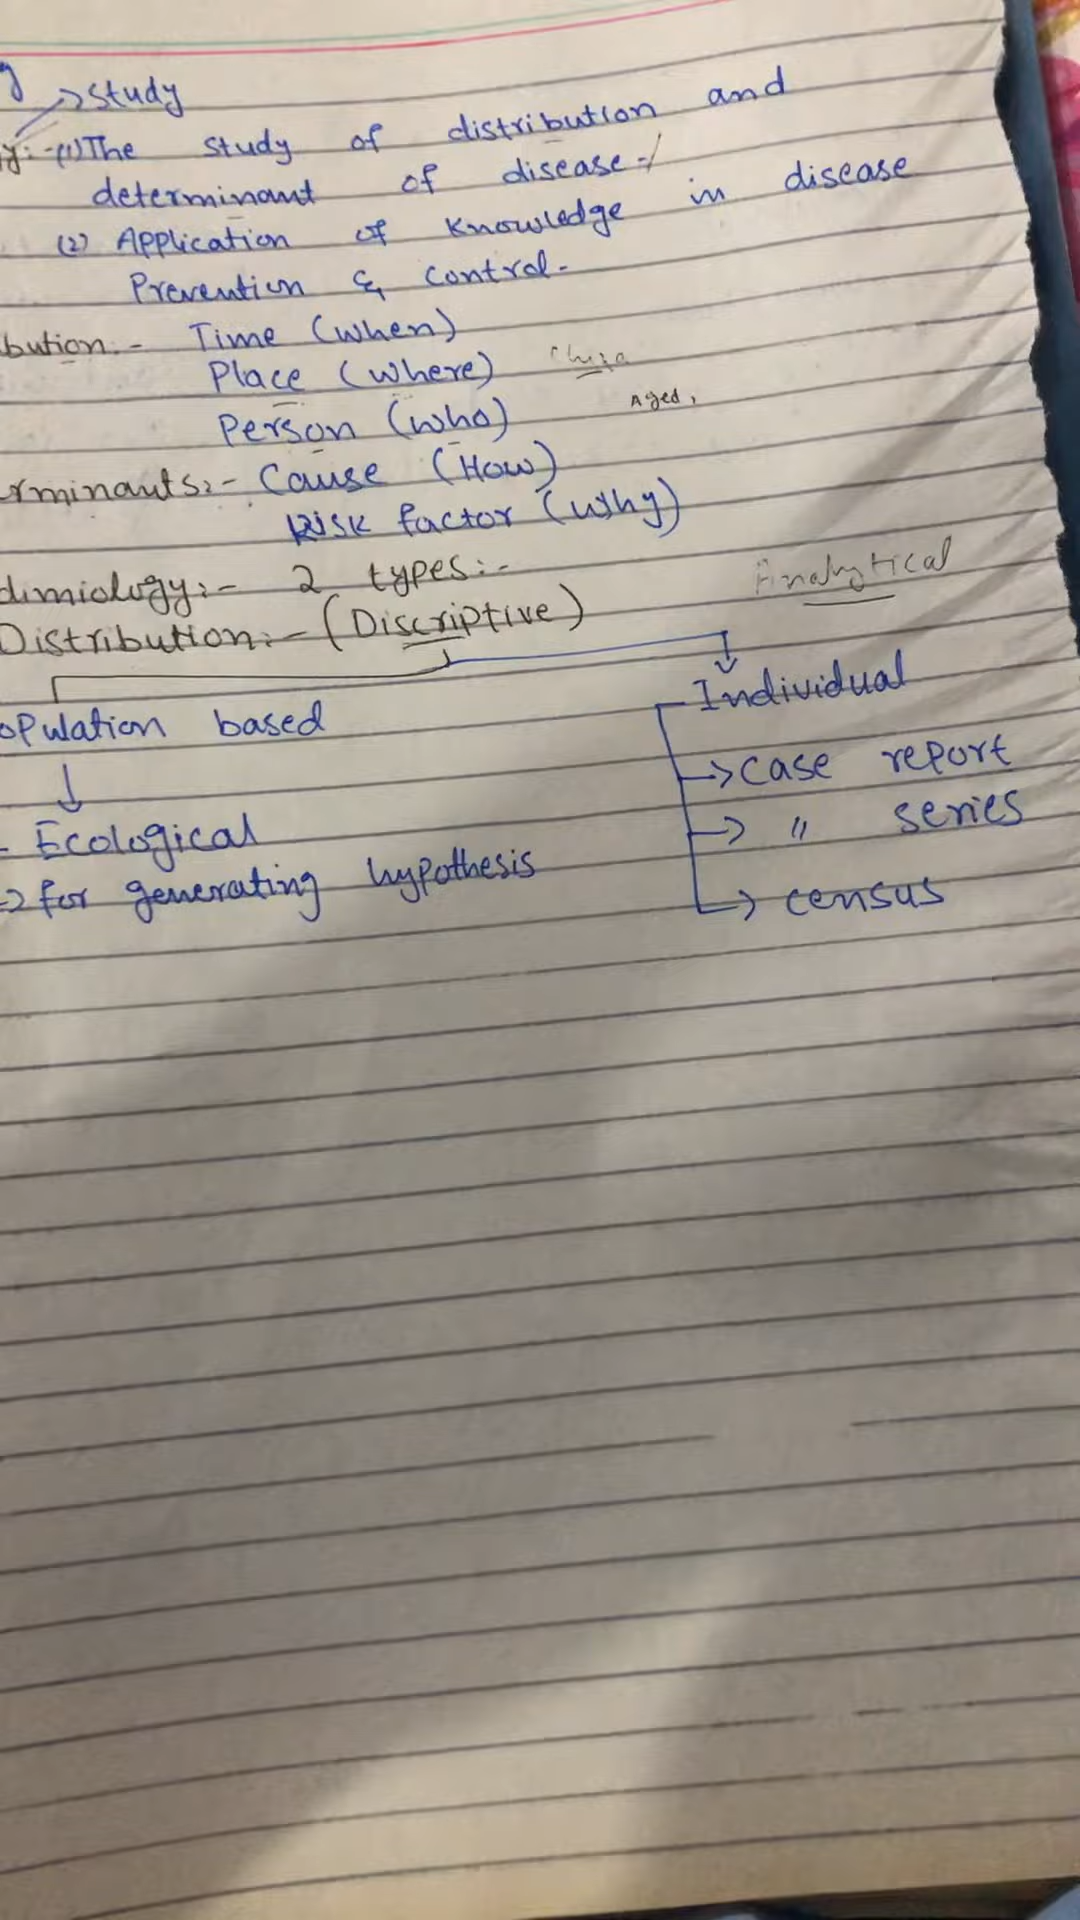 → study
y:- (1) The study of distribution and
determinant of disease -/
(2) Application of knowledge in disease
Prevention & control -
bution :- Time (when)
Place (where) China
Person (who) Aged,
rminants :- Cause (How)
Risk factor (why)
dimiology :- 2 types :-
Distribution :- (Discriptive) Analytical
opulation based
Individual
→ case report
→ " series
→ census
- Ecological
→ for generating hypothesis